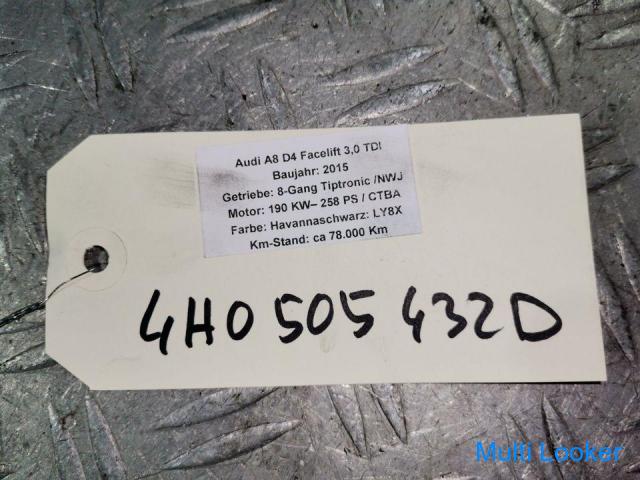 Audi A8 D4 Facelift 3,0 TDI
Baujahr: 2015
Getriebe: 8-Gang Tiptronic /NWJ
Motor: 190 KW– 258 PS / CTBA
Farbe: Havannaschwarz: LY8X
Km-Stand: ca 78.000 Km
4H0 505 432D
Multi Looker